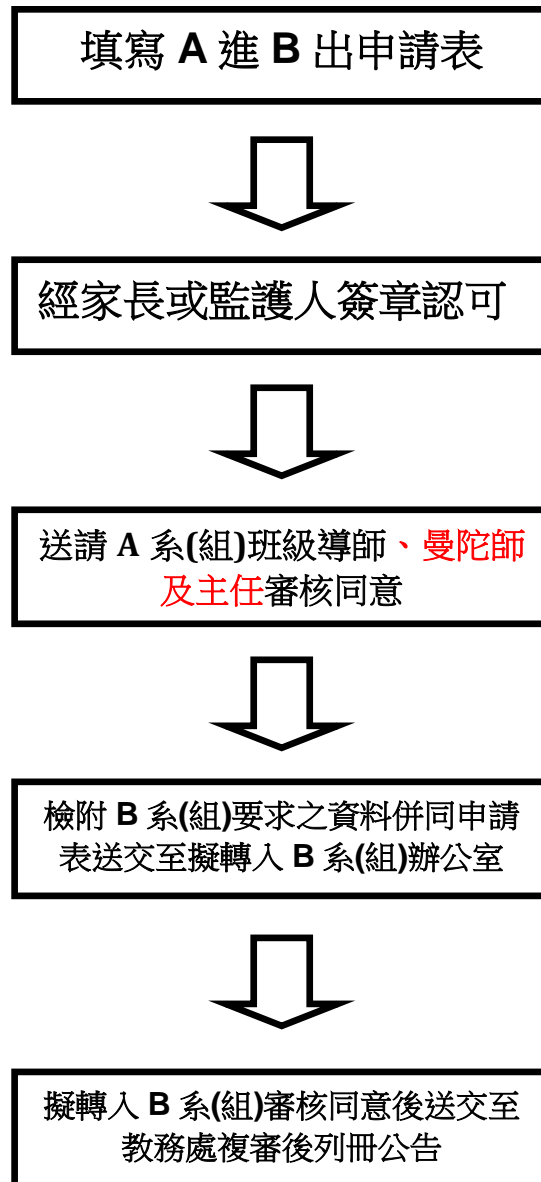 填寫 A 進 B 出申請表
經家長或監護人簽章認可
送請 A 系(組)班級導師、曼陀師
及主任審核同意
檢附 B 系(組)要求之資料併同申請
表送交至擬轉入 B 系(組)辦公室
擬轉入 B 系(組)審核同意後送交至
教務處複審後列冊公告